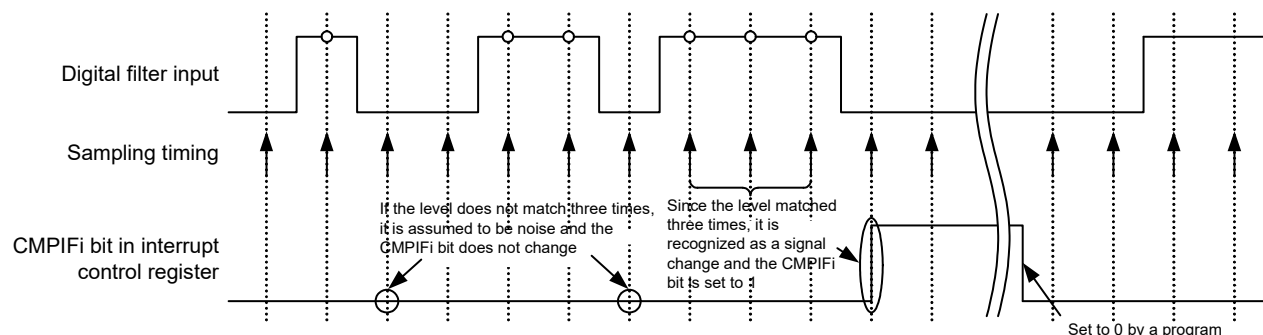 Digital filter input
Sampling timing
If the level does not match three times,
it is assumed to be noise and the
CMPIFi bit does not change
Since the level matched
three times, it is
recognized as a signal
change and the CMPIFi
bit is set to 1
CMPIFi bit in interrupt
control register
Set to 0 by a program